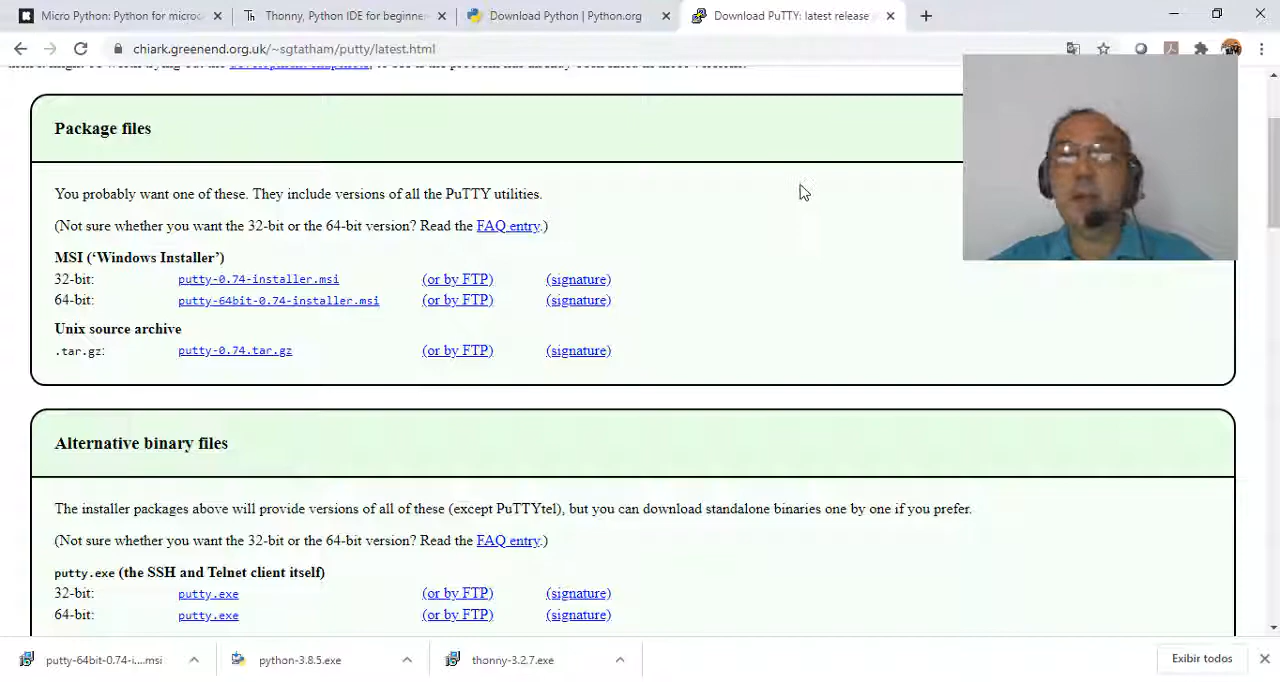 Micro Python: Python for microc
Thonny, Python IDE for beginne
Download Python | Python.org
Download PuTTY: latest release
chiark.greenend.org.uk/~sgtatham/putty/latest.html
Package files
You probably want one of these. They include versions of all the PuTTY utilities.
(Not sure whether you want the 32-bit or the 64-bit version? Read the FAQ entry.)
MSI (‘Windows Installer’)
32-bit: putty-0.74-installer.msi (or by FTP) (signature)
64-bit: putty-64bit-0.74-installer.msi (or by FTP) (signature)
Unix source archive
.tar.gz: putty-0.74.tar.gz (or by FTP) (signature)
Alternative binary files
The installer packages above will provide versions of all of these (except PuTTYtel), but you can download standalone binaries one by one if you prefer.
(Not sure whether you want the 32-bit or the 64-bit version? Read the FAQ entry.)
putty.exe (the SSH and Telnet client itself)
32-bit: putty.exe (or by FTP) (signature)
64-bit: putty.exe (or by FTP) (signature)
putty-64bit-0.74-i....msi
python-3.8.5.exe
thonny-3.2.7.exe
Exibir todos